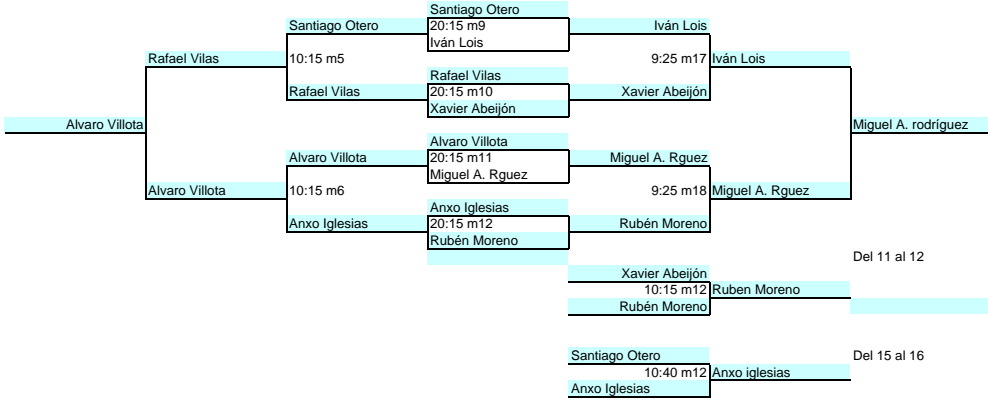 Santiago Otero
Santiago Otero 20:15 m9 Iván Lois
Iván Lois
Rafael Vilas 10:15 m5 9:25 m17 Iván Lois
Rafael Vilas
Rafael Vilas 20:15 m10 Xavier Abeijón
Xavier Abeijón
Alvaro Villota Miguel A. rodríguez
Alvaro Villota
Alvaro Villota 20:15 m11 Miguel A. Rguez
Miguel A. Rguez
Alvaro Villota 10:15 m6 9:25 m18 Miguel A. Rguez
Anxo Iglesias
Anxo Iglesias 20:15 m12 Rubén Moreno
Rubén Moreno
Del 11 al 12
Xavier Abeijón
10:15 m12 Ruben Moreno
Rubén Moreno
Santiago Otero Del 15 al 16
10:40 m12 Anxo iglesias
Anxo Iglesias